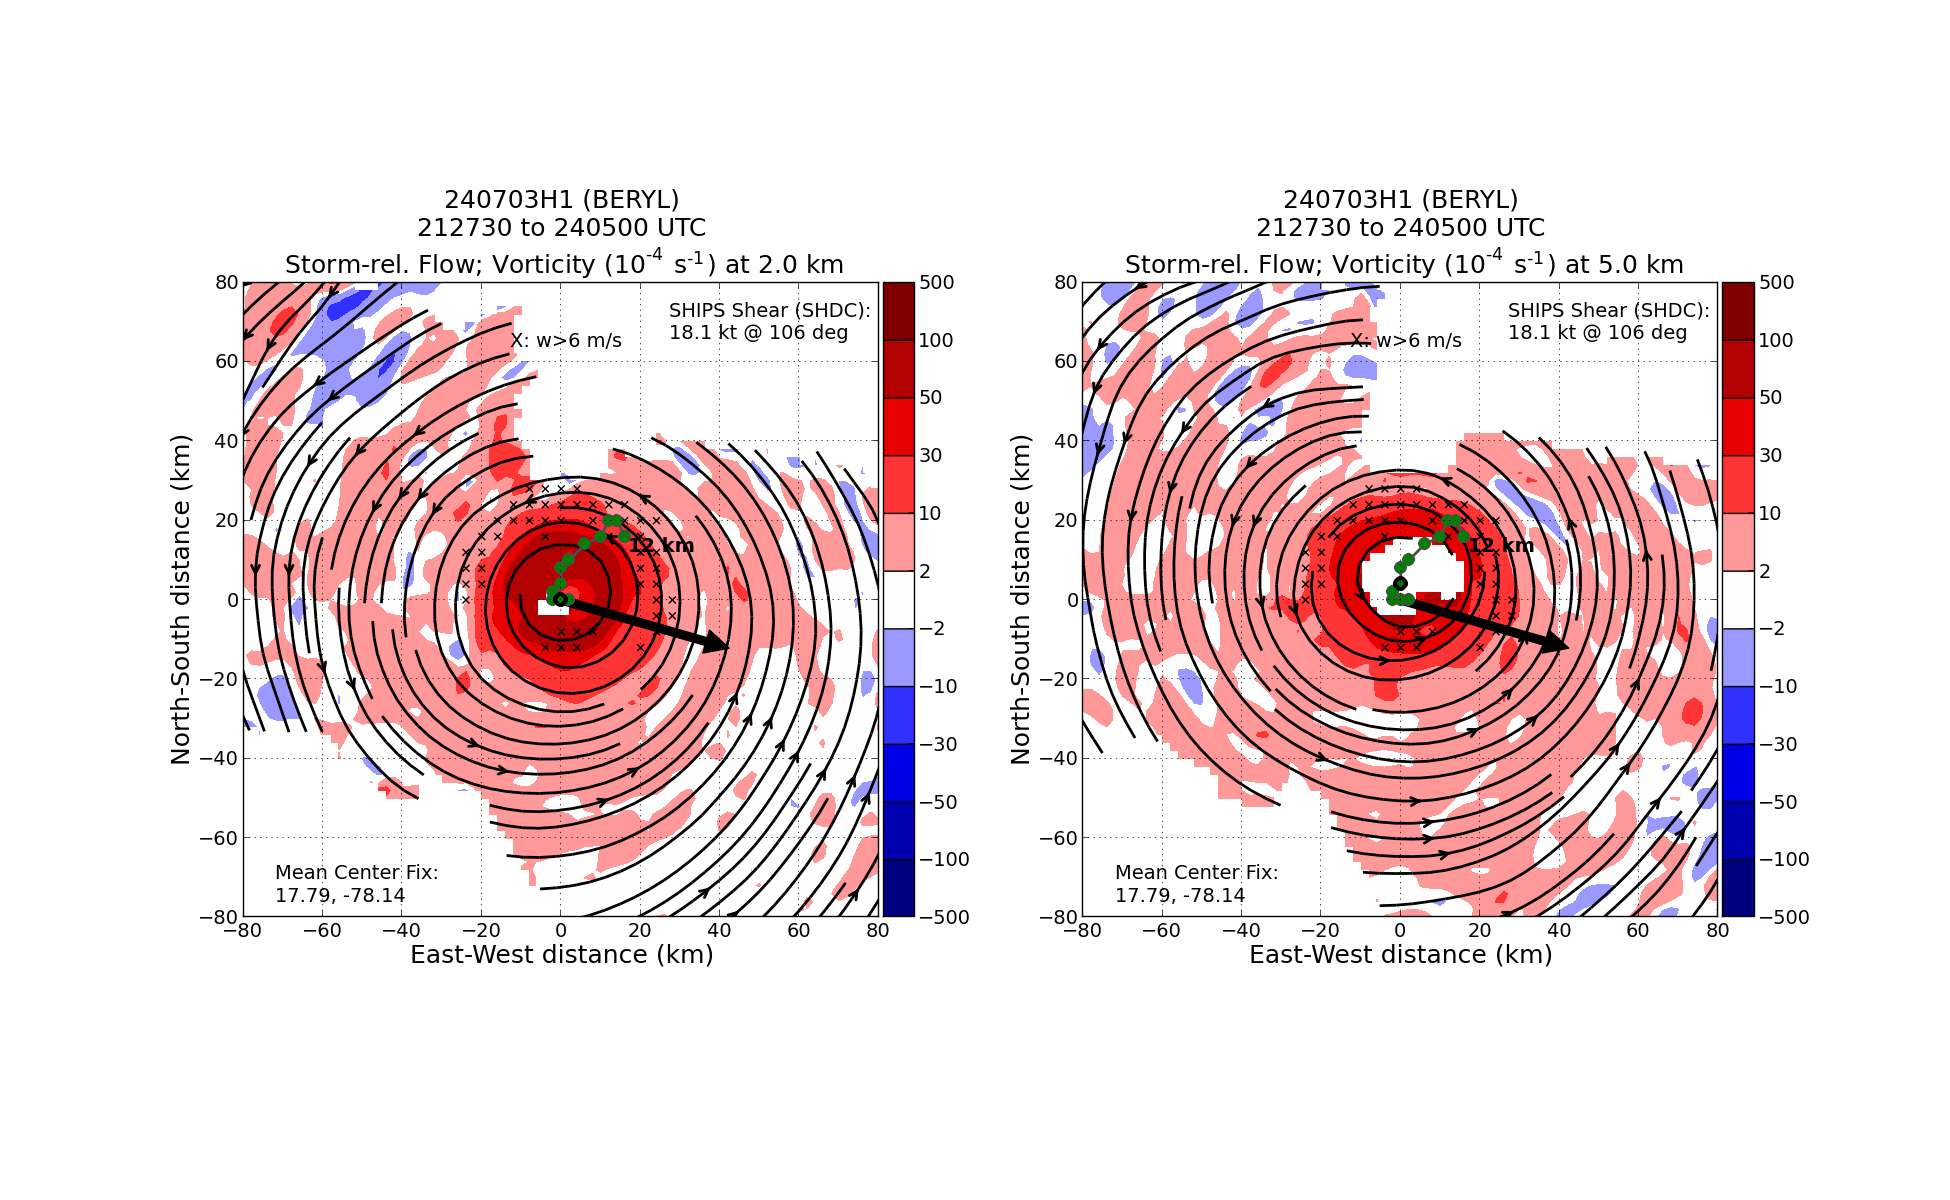 240703H1 (BERYL)
212730 to 240500 UTC
Storm-rel. Flow; Vorticity (10⁻⁴ s⁻¹) at 2.0 km
SHIPS Shear (SHDC):
18.1 kt @ 106 deg
X: w>6 m/s
12 km
Mean Center Fix:
17.79, -78.14
80
60
40
20
0
−20
−40
−60
−80
North-South distance (km)
−80 −60 −40 −20 0 20 40 60 80
East-West distance (km)
500
100
50
30
10
2
−2
−10
−30
−50
−100
−500
240703H1 (BERYL)
212730 to 240500 UTC
Storm-rel. Flow; Vorticity (10⁻⁴ s⁻¹) at 5.0 km
SHIPS Shear (SHDC):
18.1 kt @ 106 deg
X: w>6 m/s
12 km
Mean Center Fix:
17.79, -78.14
80
60
40
20
0
−20
−40
−60
−80
North-South distance (km)
−80 −60 −40 −20 0 20 40 60 80
East-West distance (km)
500
100
50
30
10
2
−2
−10
−30
−50
−100
−500